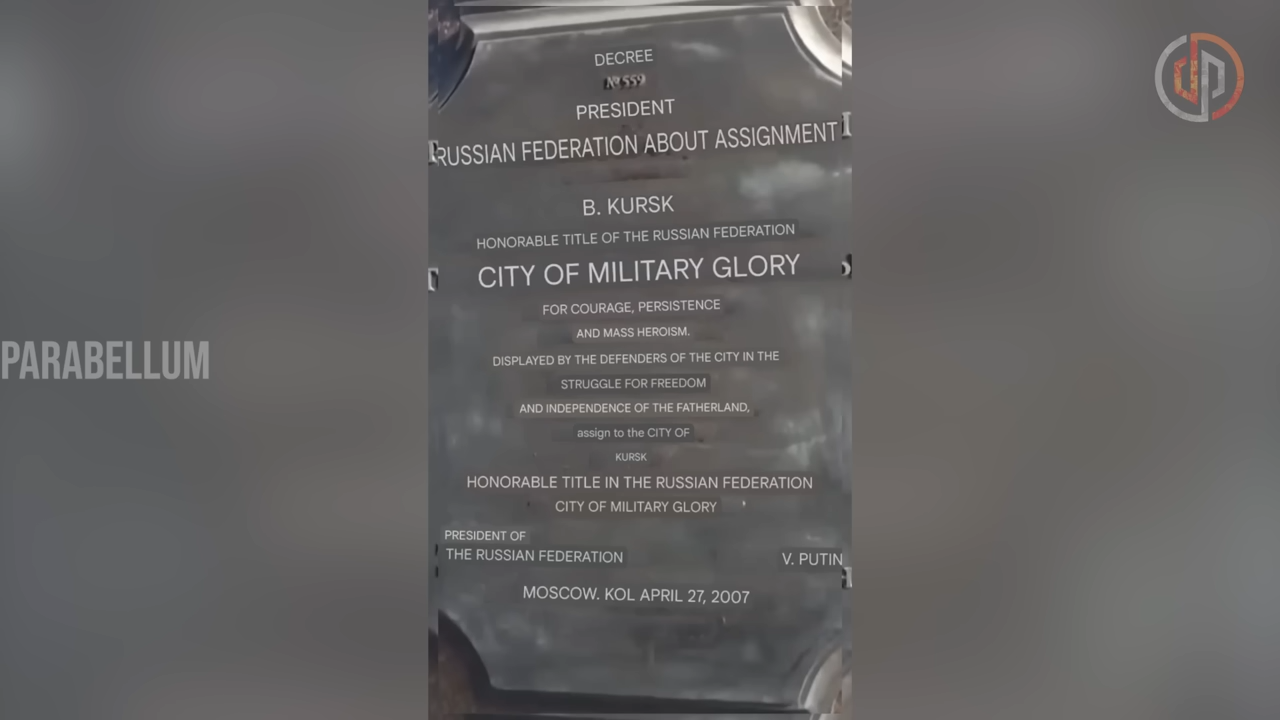 DECREE
№ 559
PRESIDENT
RUSSIAN FEDERATION ABOUT ASSIGNMENT
B. KURSK
HONORABLE TITLE OF THE RUSSIAN FEDERATION
CITY OF MILITARY GLORY
FOR COURAGE, PERSISTENCE
AND MASS HEROISM.
DISPLAYED BY THE DEFENDERS OF THE CITY IN THE
STRUGGLE FOR FREEDOM
AND INDEPENDENCE OF THE FATHERLAND,
assign to the CITY OF
KURSK
HONORABLE TITLE IN THE RUSSIAN FEDERATION
CITY OF MILITARY GLORY
PRESIDENT OF
THE RUSSIAN FEDERATION
V. PUTIN
MOSCOW. KOL APRIL 27, 2007
PARABELLUM